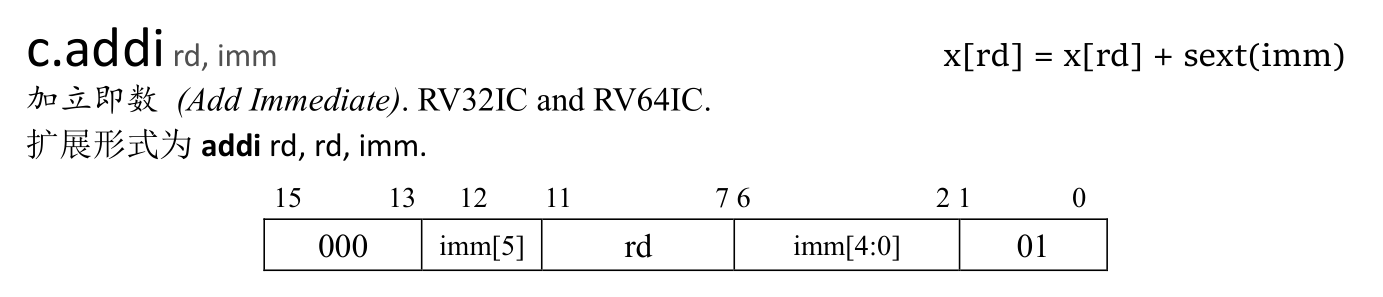 c.addi rd, imm x[rd] = x[rd] + sext(imm)
加立即数 (Add Immediate). RV32IC and RV64IC.
扩展形式为 addi rd, rd, imm.
15 13 12 11 7 6 2 1 0
000 imm[5] rd imm[4:0] 01